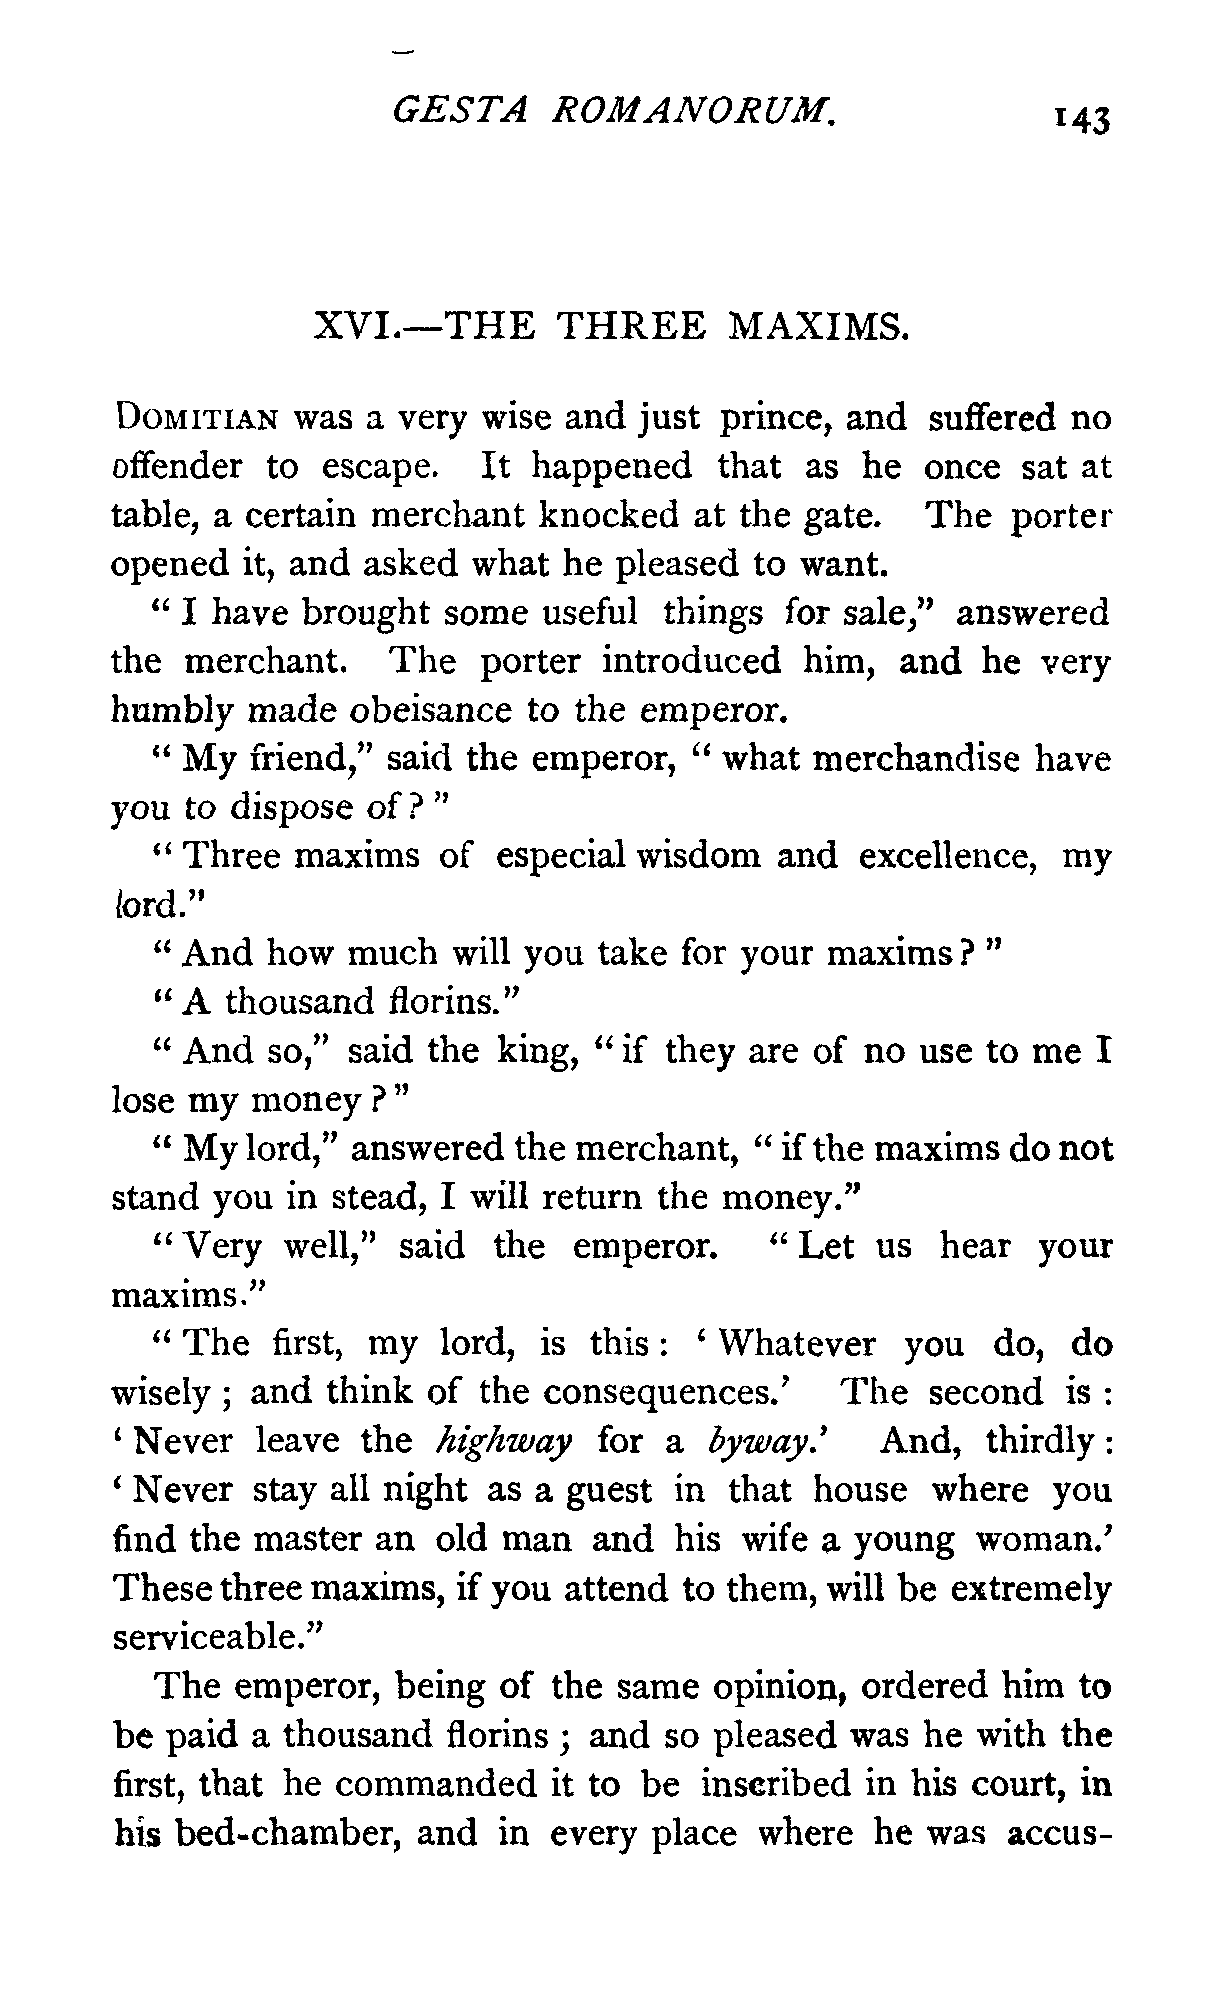 GESTA ROMANORUM. 143
XVI.—THE THREE MAXIMS.
DOMITIAN was a very wise and just prince, and suffered no
offender to escape. It happened that as he once sat at
table, a certain merchant knocked at the gate. The porter
opened it, and asked what he pleased to want.
" I have brought some useful things for sale," answered
the merchant. The porter introduced him, and he very
humbly made obeisance to the emperor.
" My friend," said the emperor, " what merchandise have
you to dispose of ? "
" Three maxims of especial wisdom and excellence, my
lord."
" And how much will you take for your maxims ? "
" A thousand florins."
" And so," said the king, " if they are of no use to me I
lose my money ? "
" My lord," answered the merchant, " if the maxims do not
stand you in stead, I will return the money."
" Very well," said the emperor. " Let us hear your
maxims."
" The first, my lord, is this : ' Whatever you do, do
wisely ; and think of the consequences.' The second is :
' Never leave the highway for a byway.' And, thirdly :
' Never stay all night as a guest in that house where you
find the master an old man and his wife a young woman.'
These three maxims, if you attend to them, will be extremely
serviceable."
The emperor, being of the same opinion, ordered him to
be paid a thousand florins ; and so pleased was he with the
first, that he commanded it to be inscribed in his court, in
his bed-chamber, and in every place where he was accus-